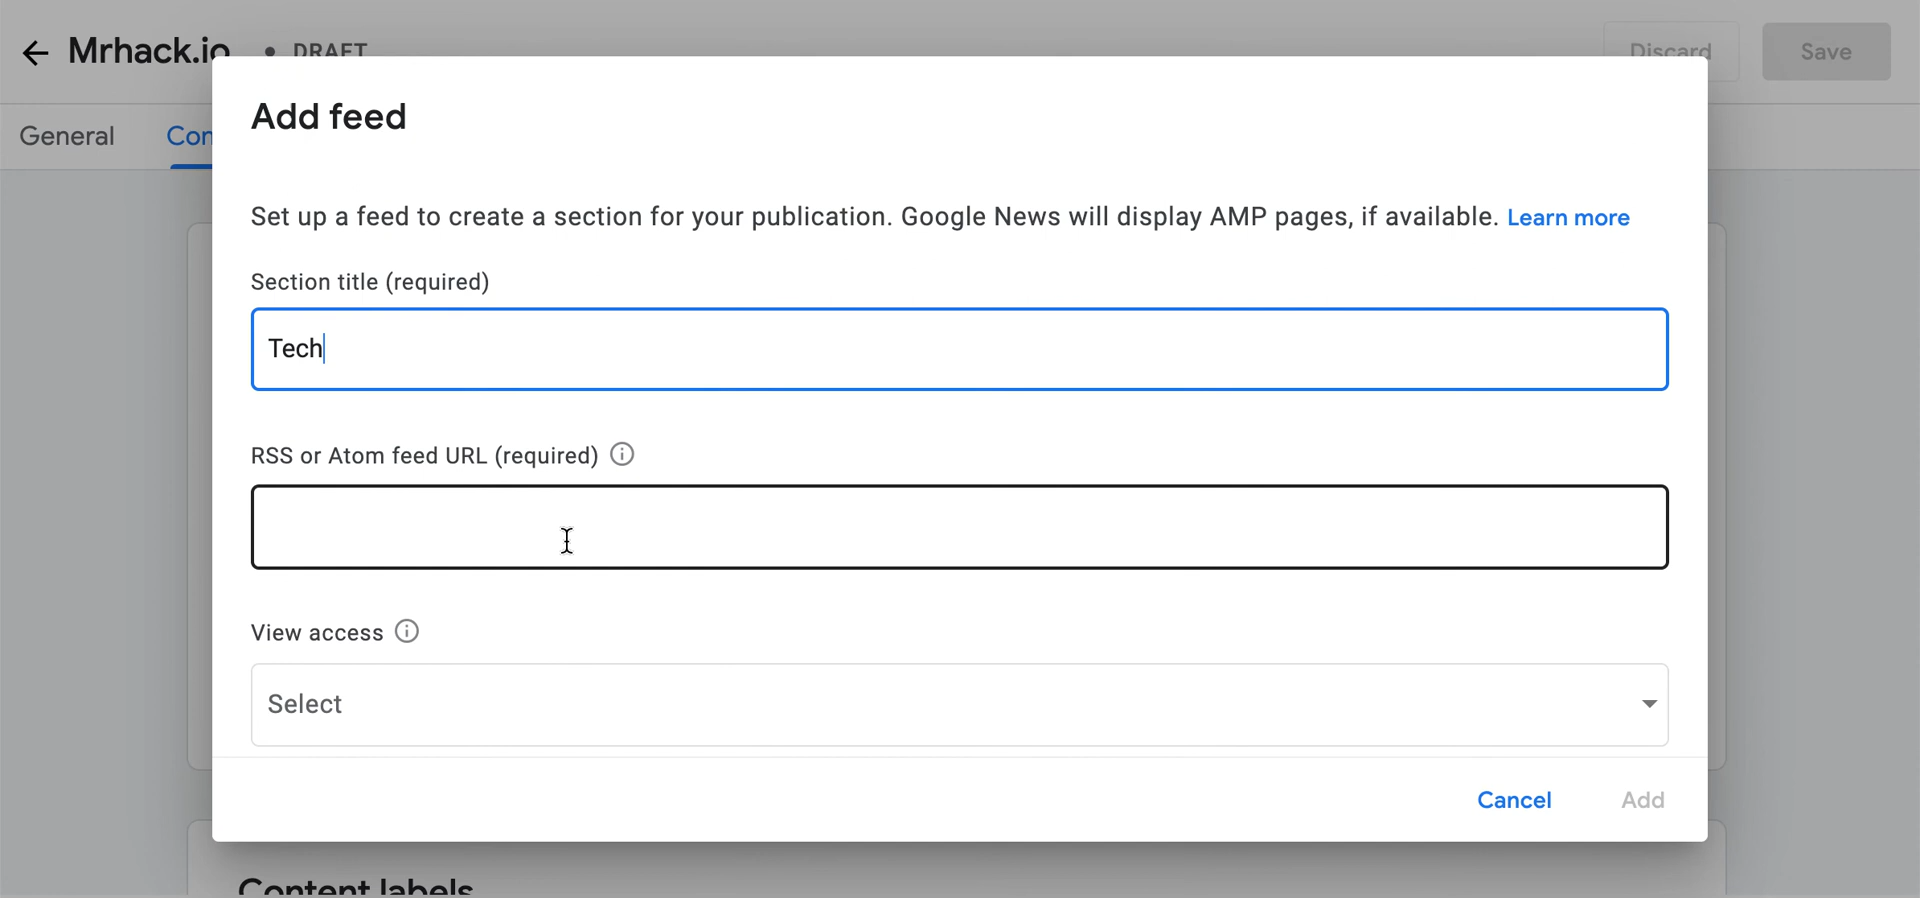 Mrhack.io • DRAFT
Discard
Save
General
Con
Add feed
Set up a feed to create a section for your publication. Google News will display AMP pages, if available. Learn more
Section title (required)
Tech
RSS or Atom feed URL (required)
View access
Select
Cancel
Add
Content labels